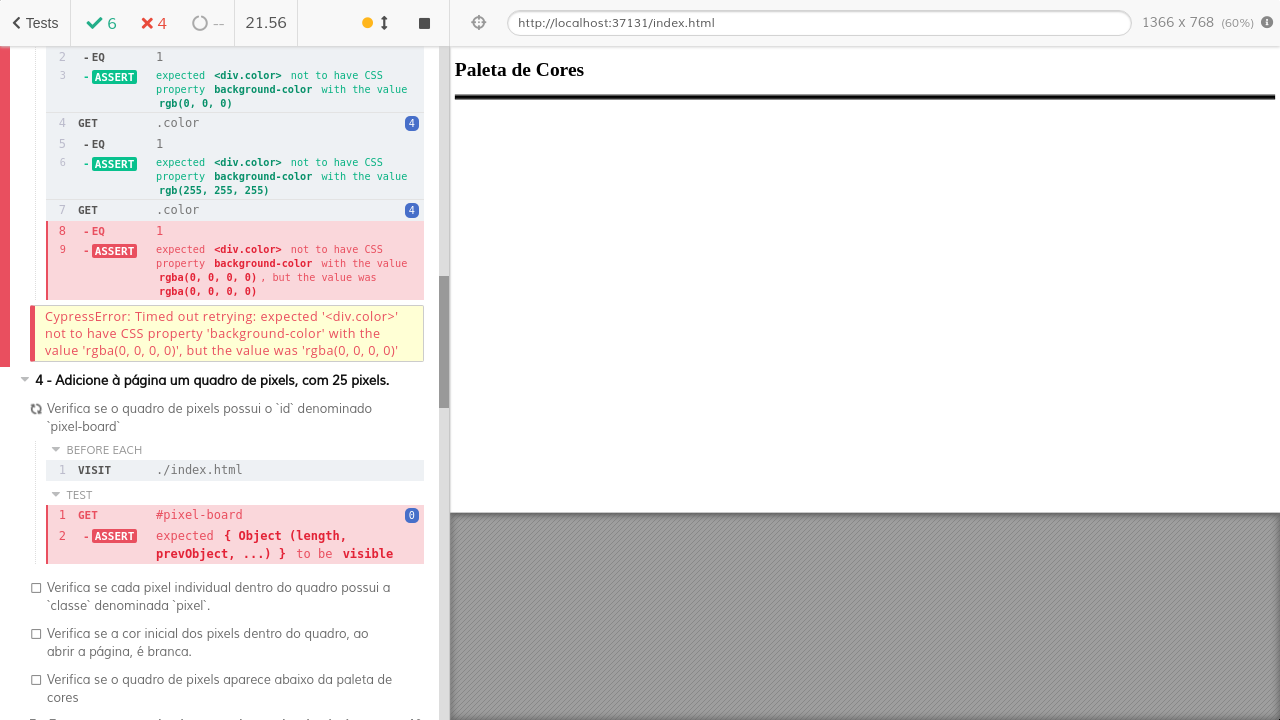 Tests
6
4
--
21.56
http://localhost:37131/index.html
1366 x 768 (60%)
2 - EQ 1
3 - ASSERT expected <div.color> not to have CSS
property background-color with the value
rgb(0, 0, 0)
4 GET .color 4
5 - EQ 1
6 - ASSERT expected <div.color> not to have CSS
property background-color with the value
rgb(255, 255, 255)
7 GET .color 4
8 - EQ 1
9 - ASSERT expected <div.color> not to have CSS
property background-color with the value
rgba(0, 0, 0, 0) , but the value was
rgba(0, 0, 0, 0)
CypressError: Timed out retrying: expected '<div.color>'
not to have CSS property 'background-color' with the
value 'rgba(0, 0, 0, 0)', but the value was 'rgba(0, 0, 0, 0)'
4 - Adicione à página um quadro de pixels, com 25 pixels.
Verifica se o quadro de pixels possui o `id` denominado
`pixel-board`
BEFORE EACH
1 VISIT ./index.html
TEST
1 GET #pixel-board 0
2 - ASSERT expected { Object (length,
prevObject, ...) } to be visible
Verifica se cada pixel individual dentro do quadro possui a
`classe` denominada `pixel`.
Verifica se a cor inicial dos pixels dentro do quadro, ao
abrir a página, é branca.
Verifica se o quadro de pixels aparece abaixo da paleta de
cores
Paleta de Cores